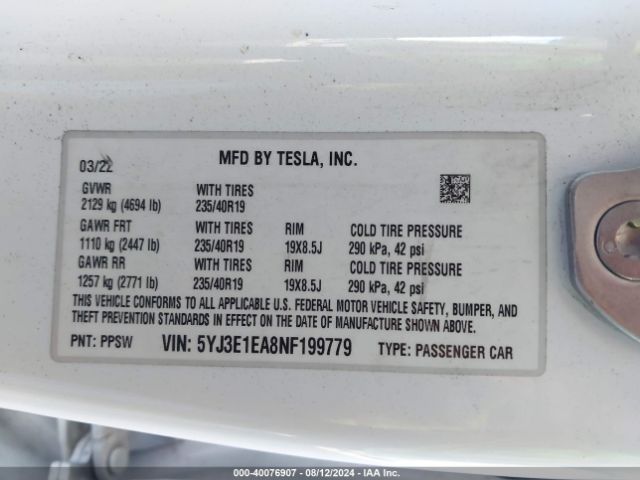 MFD BY TESLA, INC.
03/22
GVWR WITH TIRES
2129 kg (4694 lb) 235/40R19
GAWR FRT WITH TIRES RIM COLD TIRE PRESSURE
1110 kg (2447 lb) 235/40R19 19X8.5J 290 kPa, 42 psi
GAWR RR WITH TIRES RIM COLD TIRE PRESSURE
1257 kg (2771 lb) 235/40R19 19X8.5J 290 kPa, 42 psi
THIS VEHICLE CONFORMS TO ALL APPLICABLE U.S. FEDERAL MOTOR VEHICLE SAFETY, BUMPER, AND
THEFT PREVENTION STANDARDS IN EFFECT ON THE DATE OF MANUFACTURE SHOWN ABOVE.
PNT: PPSW VIN: 5YJ3E1EA8NF199779 TYPE: PASSENGER CAR
000-40076907 - 08/12/2024 - IAA Inc.